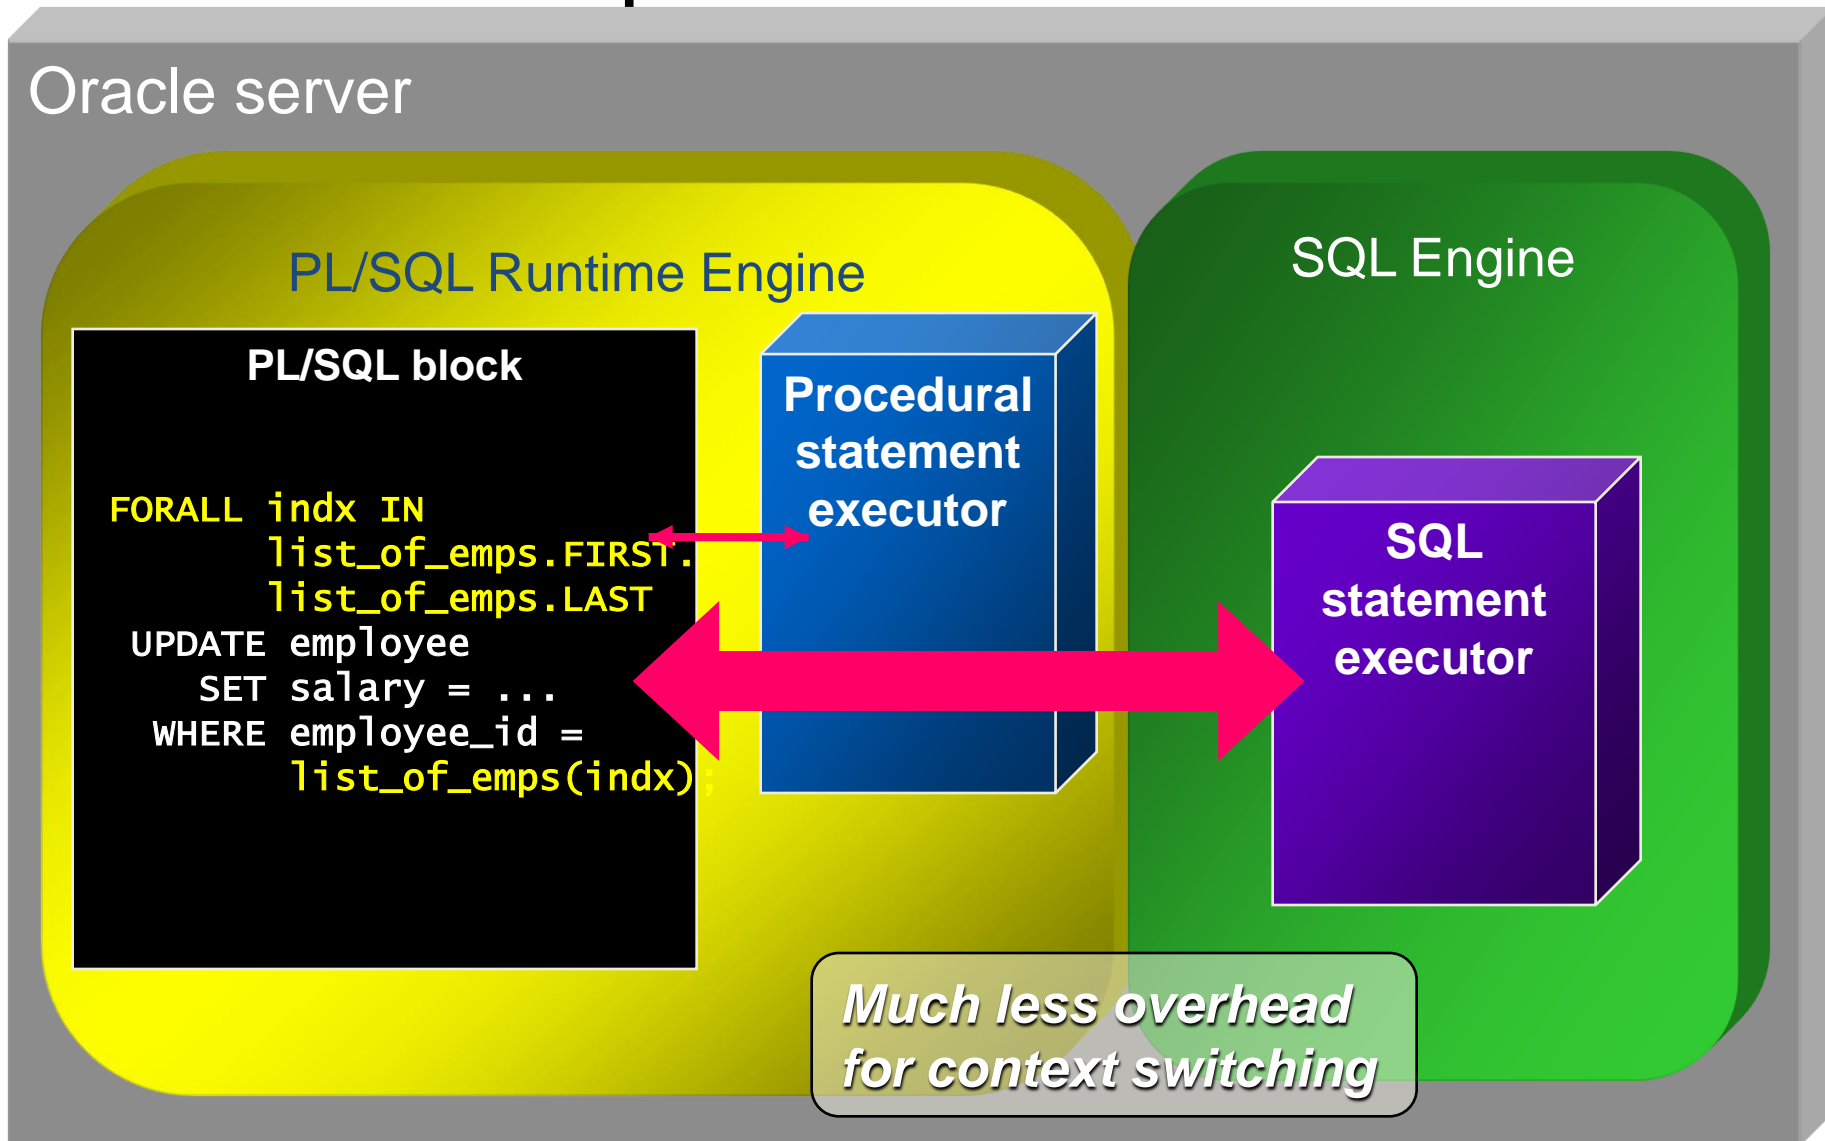 Oracle server
PL/SQL Runtime Engine
SQL Engine
PL/SQL block
FORALL indx IN
list_of_emps.FIRST.
list_of_emps.LAST
UPDATE employee
SET salary = ...
WHERE employee_id =
list_of_emps(indx);
Procedural
statement
executor
SQL
statement
executor
Much less overhead
for context switching